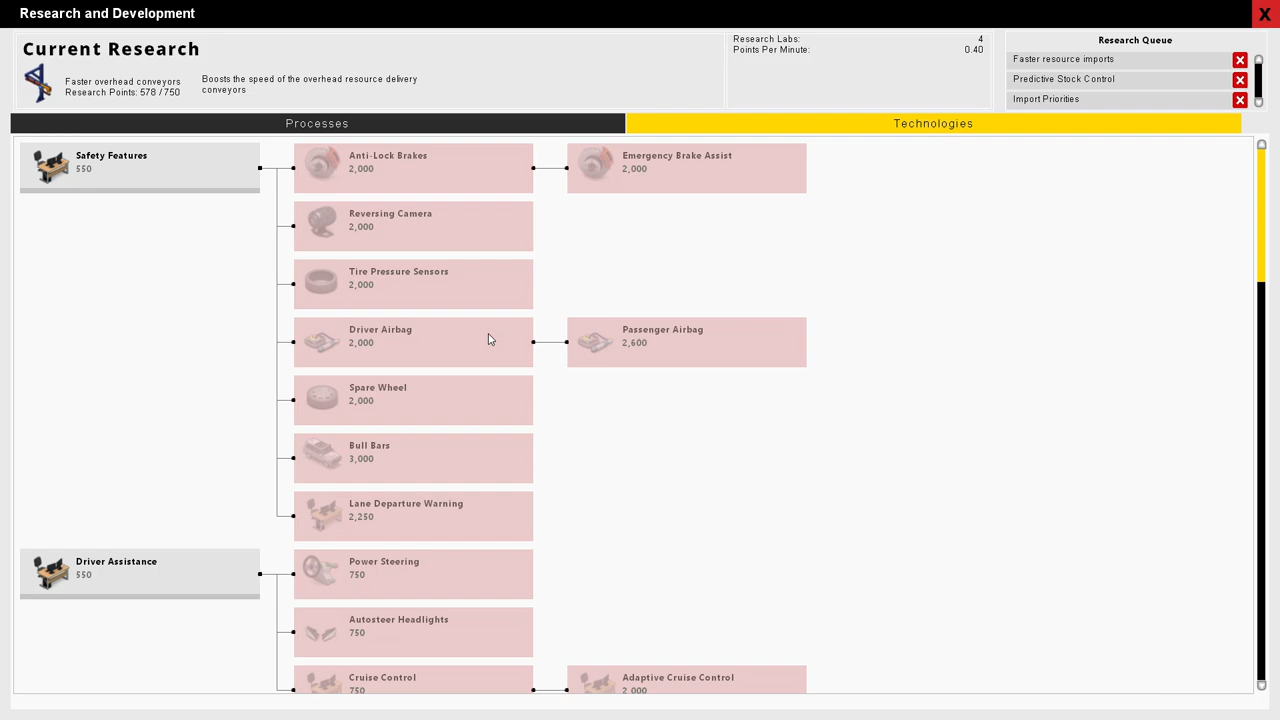 Research and Development
X
Current Research
Faster overhead conveyors
Research Points: 578 / 750
Boosts the speed of the overhead resource delivery
conveyors
Research Labs: 4
Points Per Minute: 0.40
Research Queue
Faster resource imports
Predictive Stock Control
Import Priorities
Processes
Technologies
Safety Features
550
Anti-Lock Brakes
2,000
Emergency Brake Assist
2,000
Reversing Camera
2,000
Tire Pressure Sensors
2,000
Driver Airbag
2,000
Passenger Airbag
2,600
Spare Wheel
2,000
Bull Bars
3,000
Lane Departure Warning
2,250
Driver Assistance
550
Power Steering
750
Autosteer Headlights
750
Cruise Control
750
Adaptive Cruise Control
2,000